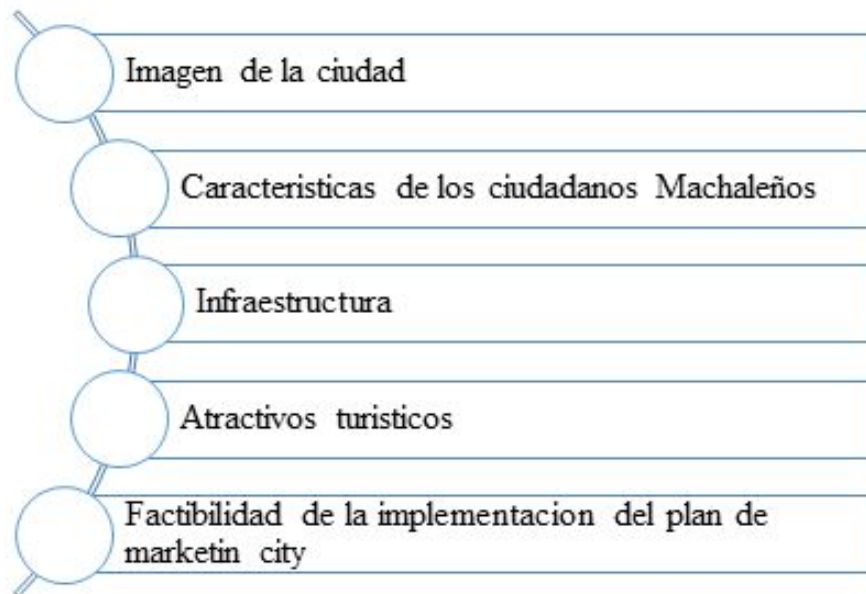 Imagen de la ciudad
Caracteristicas de los ciudadanos Machaleños
Infraestructura
Atractivos turisticos
Factibilidad de la implementacion del plan de
marketin city